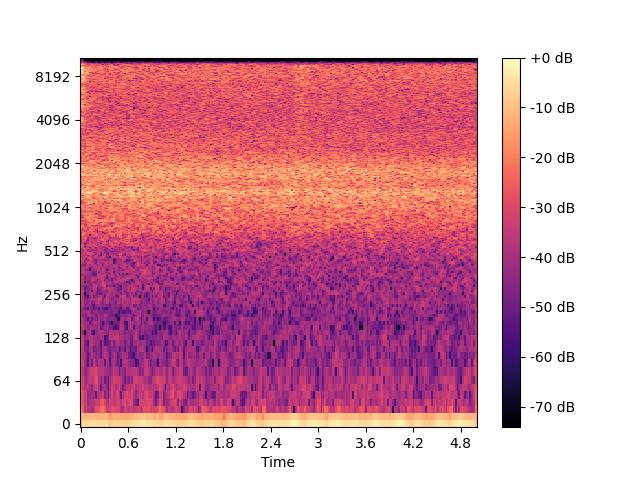 8192
4096
2048
1024
512
256
128
64
0
Hz
0 0.6 1.2 1.8 2.4 3 3.6 4.2 4.8
Time
+0 dB
-10 dB
-20 dB
-30 dB
-40 dB
-50 dB
-60 dB
-70 dB